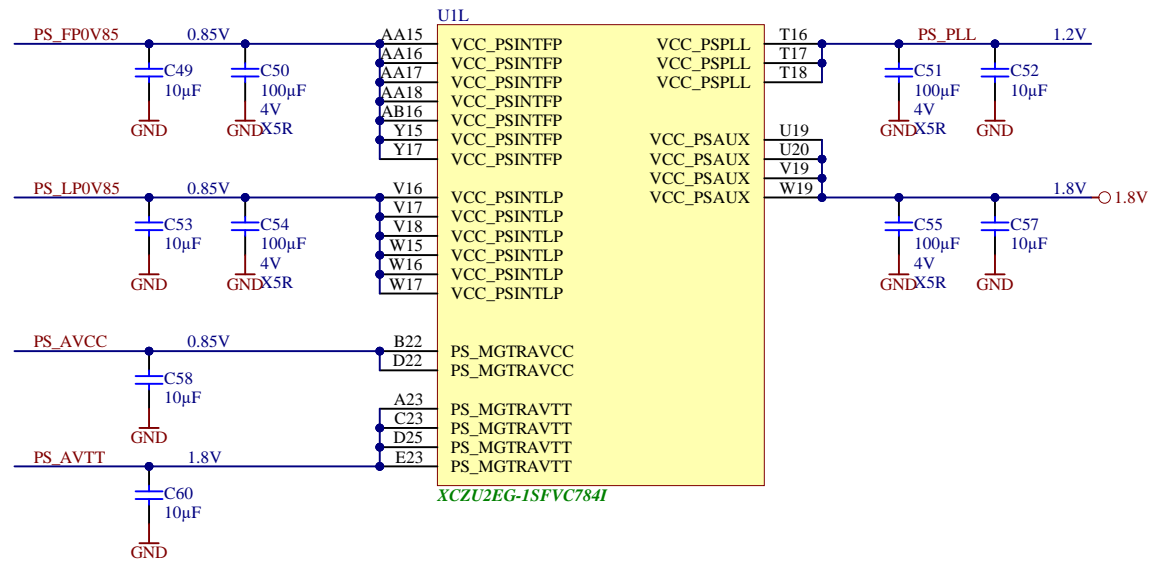 U1L
PS_FP0V85 0.85V AA15 VCC_PSINTFP VCC_PSPLL T16 PS_PLL 1.2V
AA16 VCC_PSINTFP VCC_PSPLL T17
C49 C50 AA17 VCC_PSINTFP VCC_PSPLL T18 C51 C52
10µF 100µF AA18 VCC_PSINTFP 100µF 10µF
4V AB16 VCC_PSINTFP 4V
GND GND X5R Y15 VCC_PSINTFP VCC_PSAUX U19 GND X5R GND
Y17 VCC_PSINTFP VCC_PSAUX U20
VCC_PSAUX V19
PS_LP0V85 0.85V V16 VCC_PSINTLP VCC_PSAUX W19 1.8V 1.8V
V17 VCC_PSINTLP
C53 C54 V18 VCC_PSINTLP C55 C57
10µF 100µF W15 VCC_PSINTLP 100µF 10µF
4V W16 VCC_PSINTLP 4V
GND GND X5R W17 VCC_PSINTLP GND X5R GND
PS_AVCC 0.85V B22 PS_MGTRAVCC
D22 PS_MGTRAVCC
C58
10µF
A23 PS_MGTRAVTT
GND C23 PS_MGTRAVTT
D25 PS_MGTRAVTT
PS_AVTT 1.8V E23 PS_MGTRAVTT
C60 XCZU2EG-1SFVC784I
10µF
GND